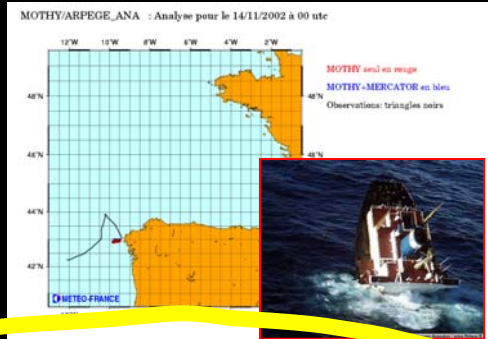 MOTHY/ARPEGE_ANA : Analyse pour le 14/11/2002 à 00 utc
12°W 10°W 8°W 6°W 4°W 2°W
MOTHY seul en rouge
MOTHY+MERCATOR en bleu
Observations: triangles noirs
48°N 48°N
46°N 46°N
44°N
42°N
METEO-FRANCE